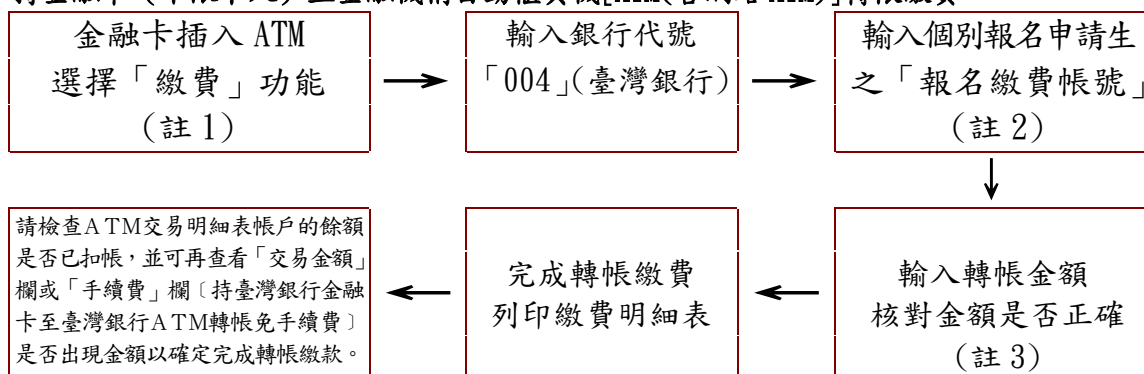 金融卡插入 ATM
選擇「繳費」功能
(註 1)
輸入銀行代號
「004」(臺灣銀行)
輸入個別報名申請生
之「報名繳費帳號」
(註 2)
輸入轉帳金額
核對金額是否正確
(註 3)
完成轉帳繳費
列印繳費明細表
請檢查ATM交易明細表帳戶的餘額
是否已扣帳，並可再查看「交易金額」
欄或「手續費」欄〔持臺灣銀行金融
卡至臺灣銀行ATM轉帳免手續費〕
是否出現金額以確定完成轉帳繳款。